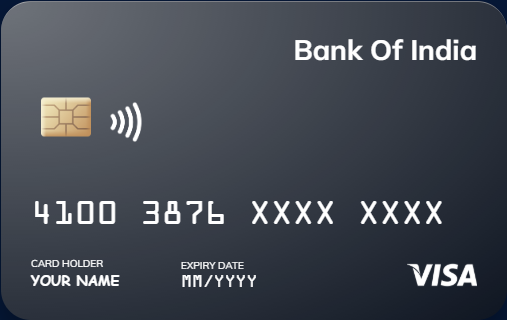 Bank Of India
4100 3876 XXXX XXXX
CARD HOLDER
YOUR NAME
EXPIRY DATE
MM/YYYY
VISA